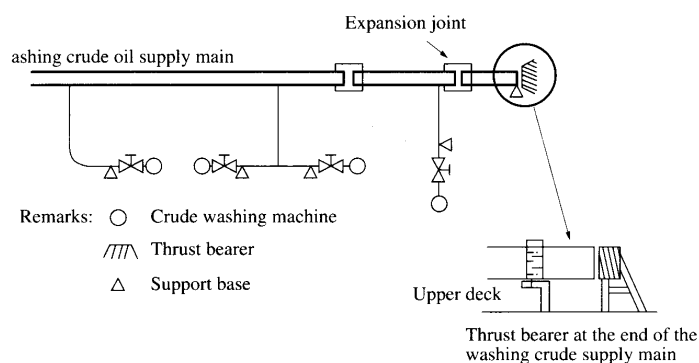 Expansion joint
ashing crude oil supply main
Remarks: Crude washing machine
Thrust bearer
Support base
Upper deck
Thrust bearer at the end of the
washing crude supply main